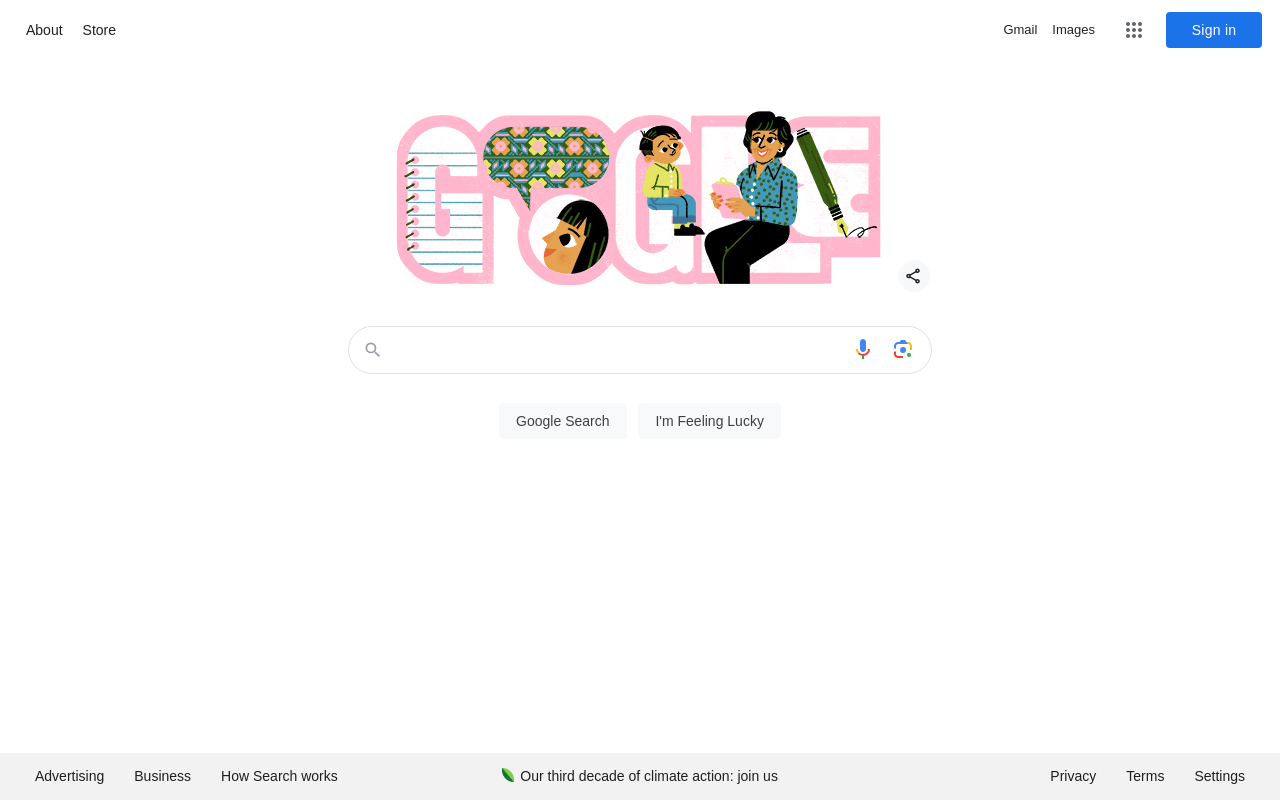 About Store Gmail Images Sign in
Google Search I'm Feeling Lucky
Advertising Business How Search works Our third decade of climate action: join us Privacy Terms Settings